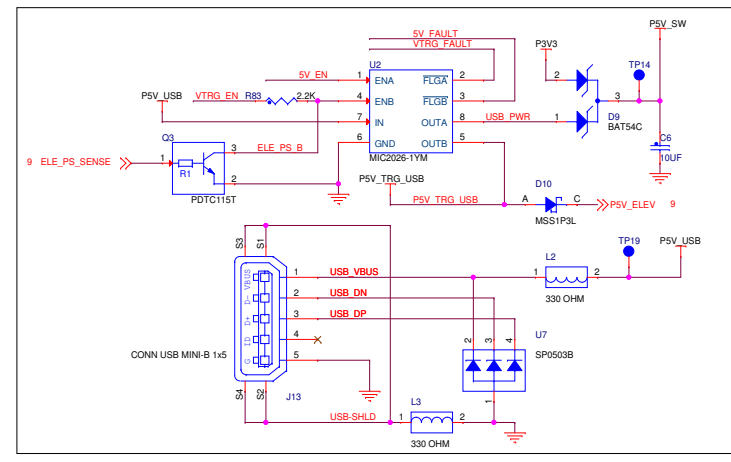 5V_FAULT
VTRG_FAULT
P5V_SW
P3V3
TP14
U2
5V_EN
1 ENA FLGA 2
P5V_USB
VTRG_EN R83 2.2K
4 ENB FLGB 3
7 IN OUTA 8 USB_PWR
6 GND OUTB 5
MIC2026-1YM
2
1
3
D9
BAT54C
C6
10UF
Q3
3 ELE_PS_B
9 ELE_PS_SENSE
1
R1
2
PDTC115T
P5V_TRG_USB
P5V_TRG_USB
D10
A C
MSS1P3L
P5V_ELEV 9
S3 S1
VBUS 1 USB_VBUS
D- 2 USB_DN
D+ 3 USB_DP
ID 4
G 5
CONN USB MINI-B 1x5
S4 S2
J13
L2
1 2
330 OHM
TP19
P5V_USB
2 3 4
U7
SP0503B
1
USB-SHLD
L3
1 2
330 OHM